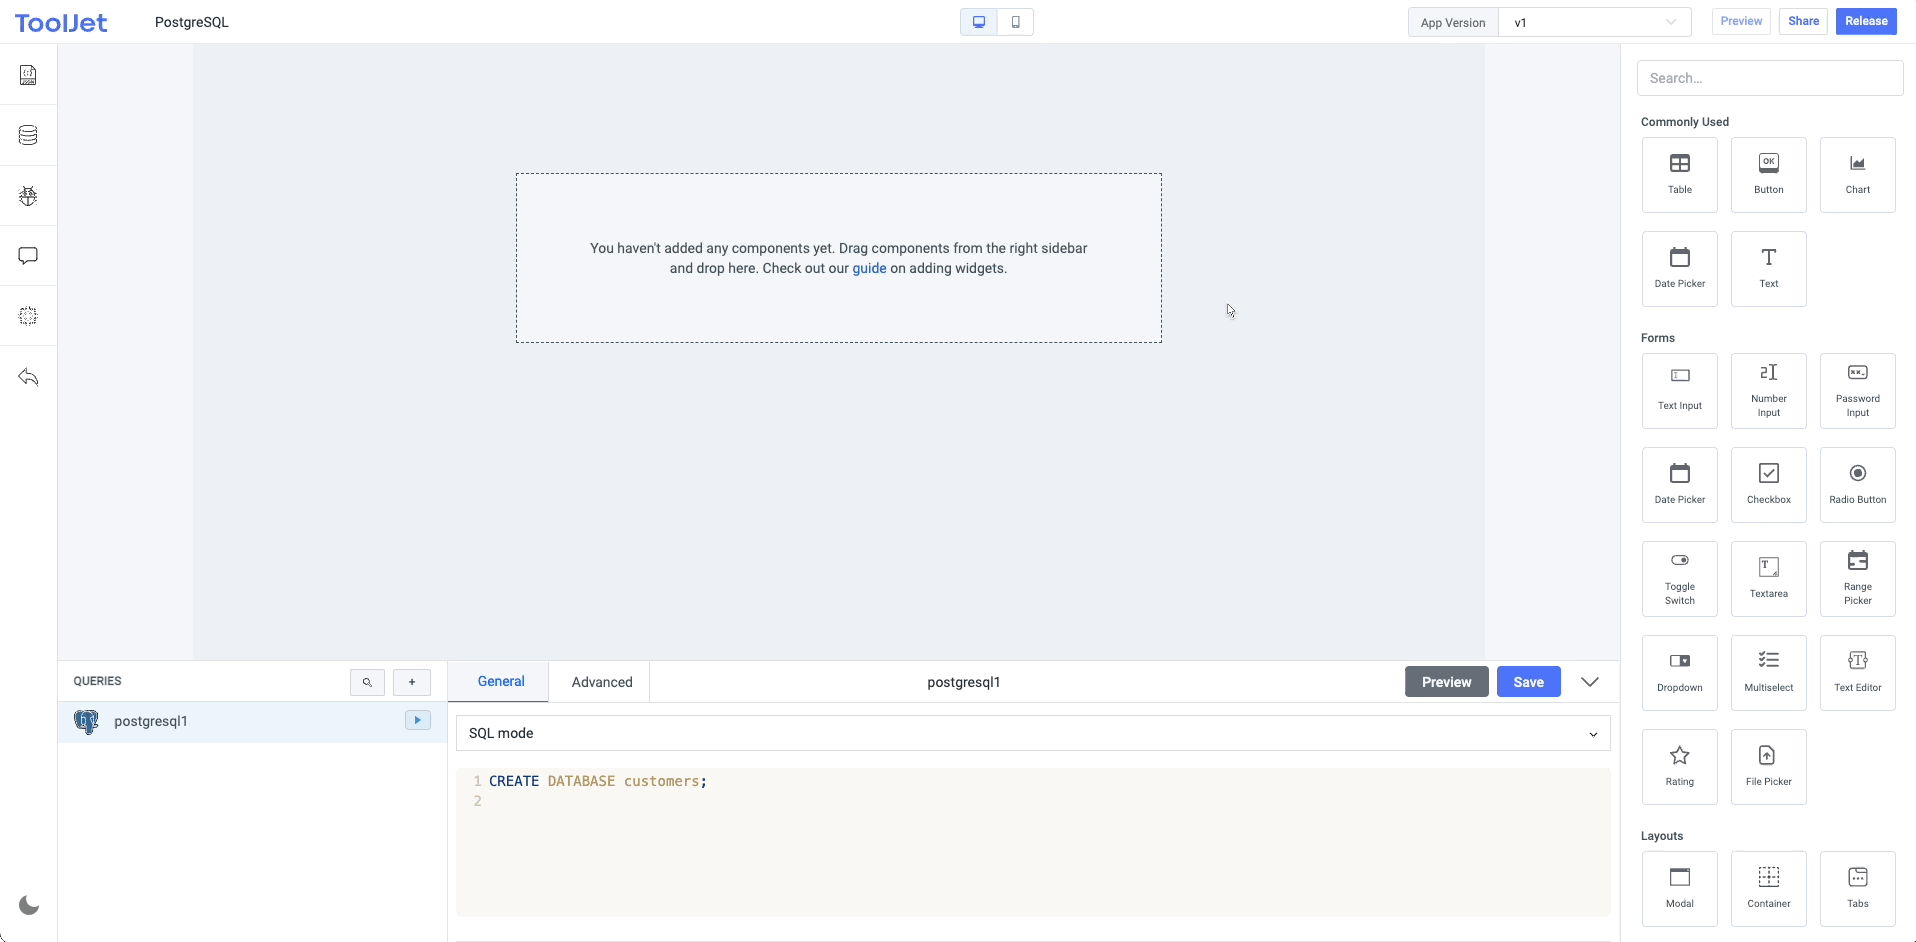 ToolJet
PostgreSQL
App Version
v1
Preview
Share
Release
Search...
Commonly Used
Table
OK
Button
Chart
Date Picker
Text
You haven't added any components yet. Drag components from the right sidebar
and drop here. Check out our guide on adding widgets.
Forms
Text Input
Number
Input
Password
Input
Date Picker
Checkbox
Radio Button
Toggle
Switch
Textarea
Range
Picker
Dropdown
Multiselect
Text Editor
Rating
File Picker
Layouts
Modal
Container
Tabs
QUERIES
+
General
Advanced
postgresql1
Preview
Save
postgresql1
SQL mode
1 CREATE DATABASE customers;
2